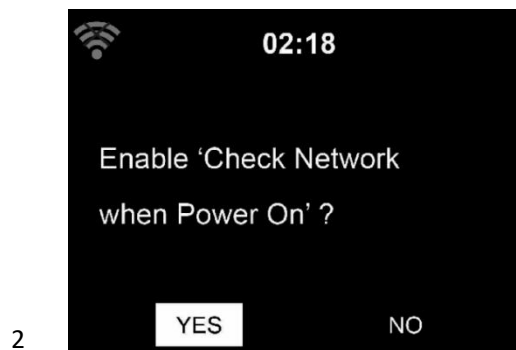 02:18
Enable ‘Check Network
when Power On’ ?
YES NO
2